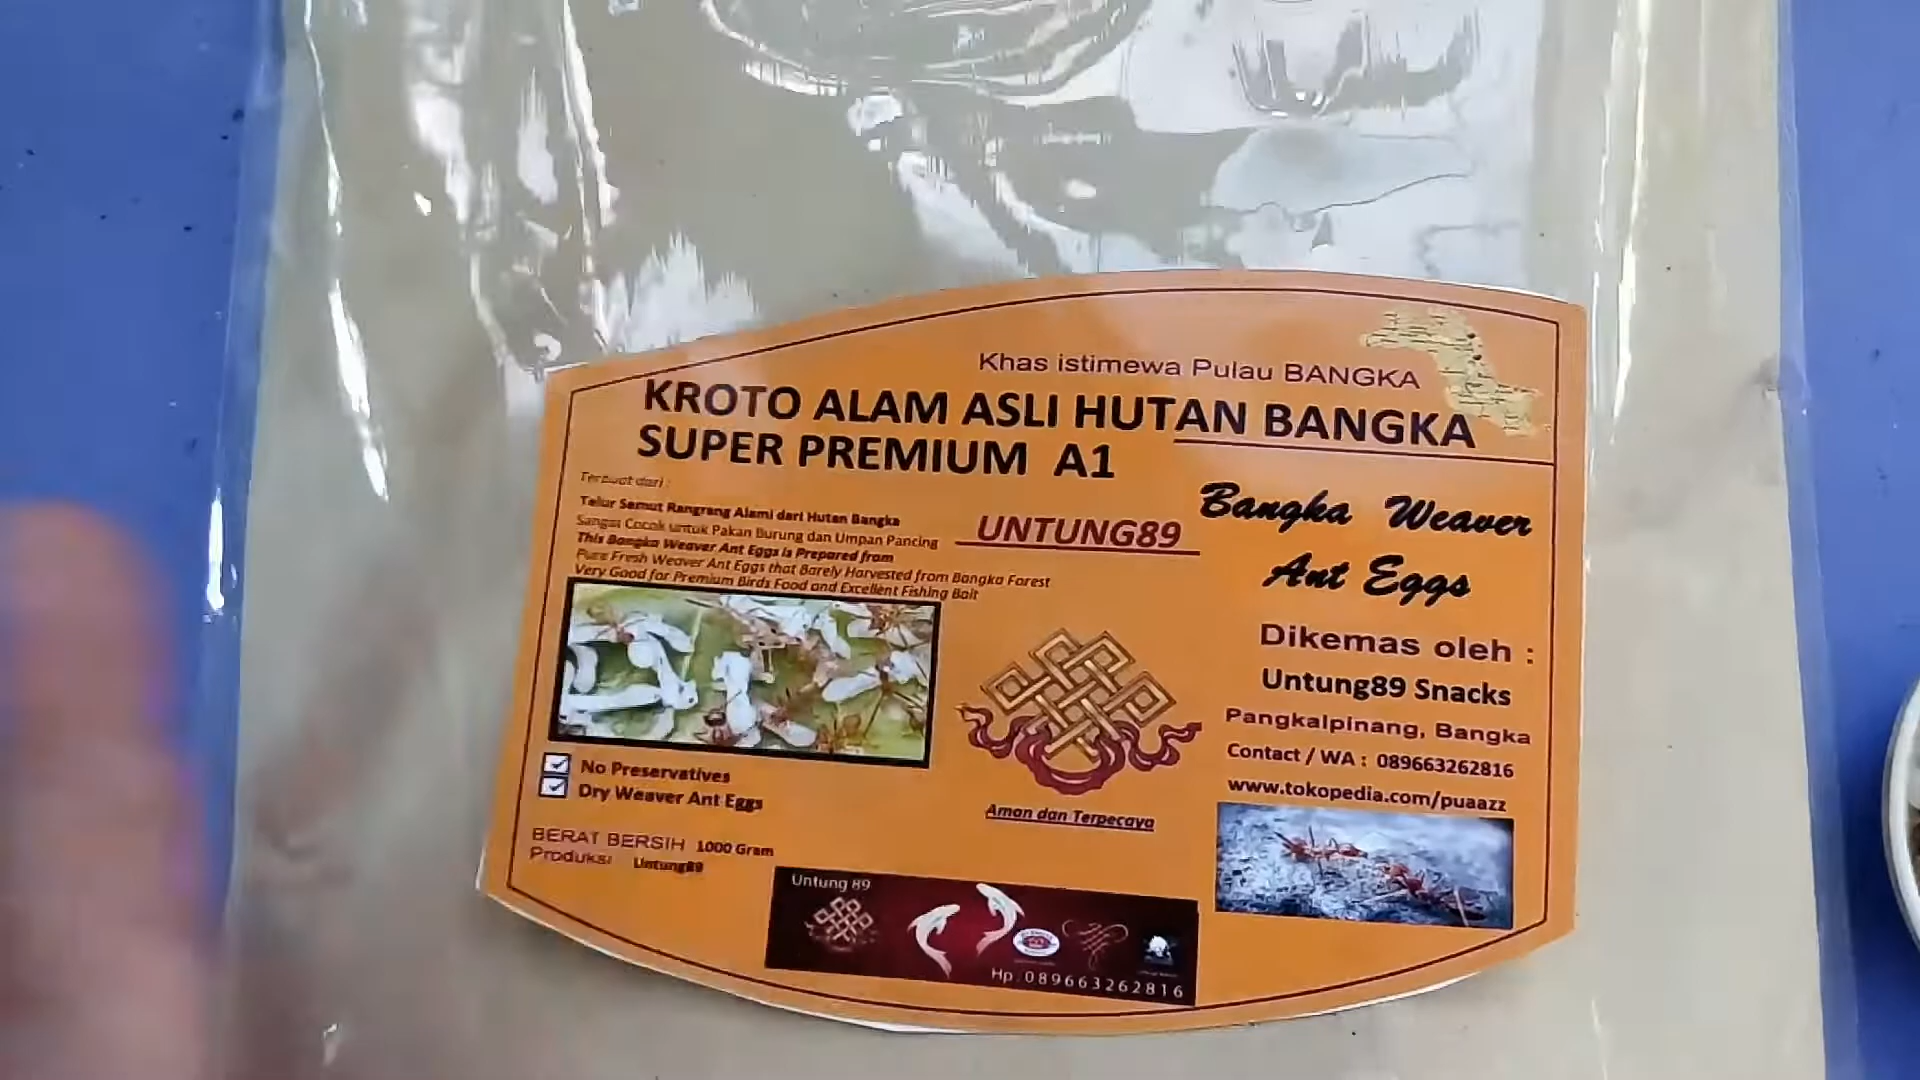 Khas istimewa Pulau BANGKA
KROTO ALAM ASLI HUTAN BANGKA
SUPER PREMIUM A1
Terbuat dari :
Telur Semut Rangrang Alami dari Hutan Bangka
Sangat Cocok untuk Pakan Burung dan Umpan Pancing
This Bangka Weaver Ant Eggs is Prepared from
Pure Fresh Weaver Ant Eggs that Barely Harvested from Bangka Forest
Very Good for Premium Birds Food and Excellent Fishing Bait
UNTUNG89
Bangka Weaver
Ant Eggs
Dikemas oleh :
Untung89 Snacks
Pangkalpinang, Bangka
Contact / WA : 089663262816
www.tokopedia.com/puaazz
No Preservatives
Dry Weaver Ant Eggs
Aman dan Terpecaya
BERAT BERSIH 1000 Gram
Produksi Untung89
Untung 89
Hp.089663262816